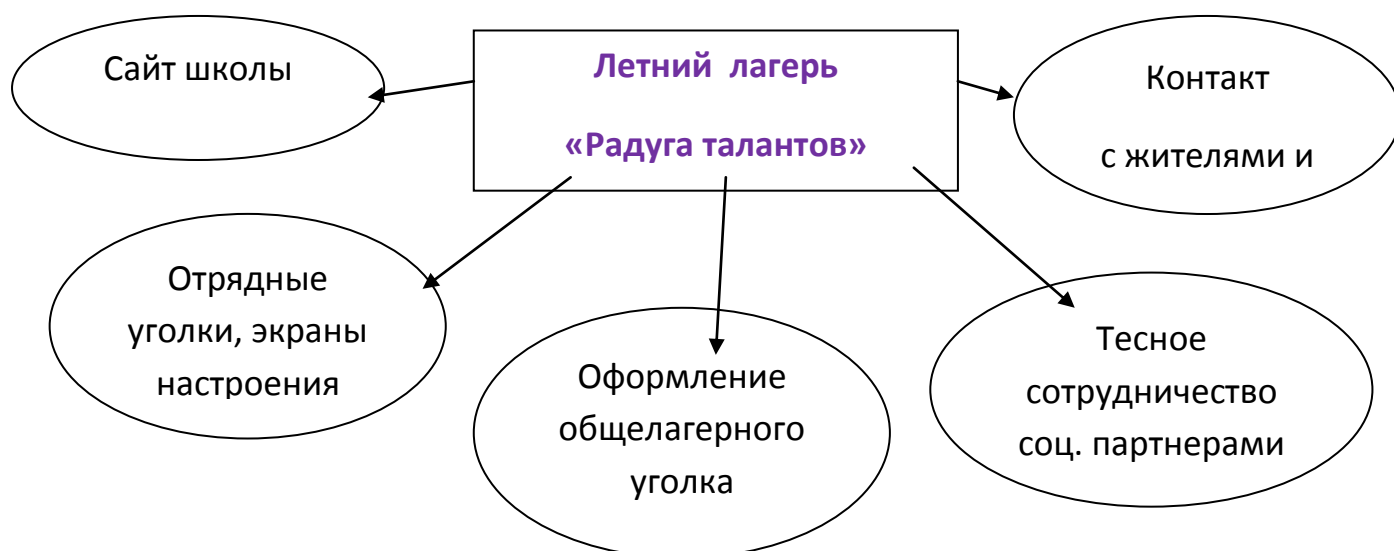 Сайт школы
Летний лагерь
«Радуга талантов»
Контакт
с жителями и
Отрядные
уголки, экраны
настроения
Оформление
общелагерного
уголка
Тесное
сотрудничество
соц. партнерами